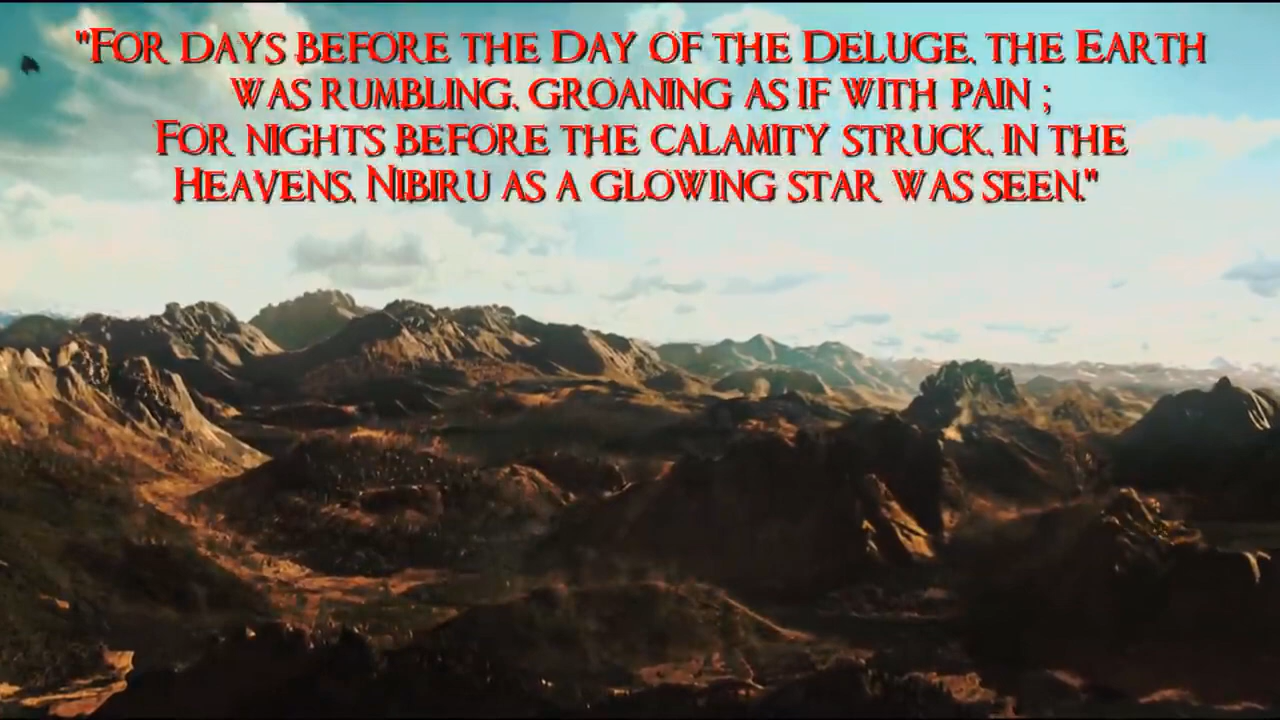 "For days before the Day of the Deluge, the Earth
was rumbling, groaning as if with pain ;
For nights before the calamity struck, in the
Heavens, Nibiru as a glowing star was seen."